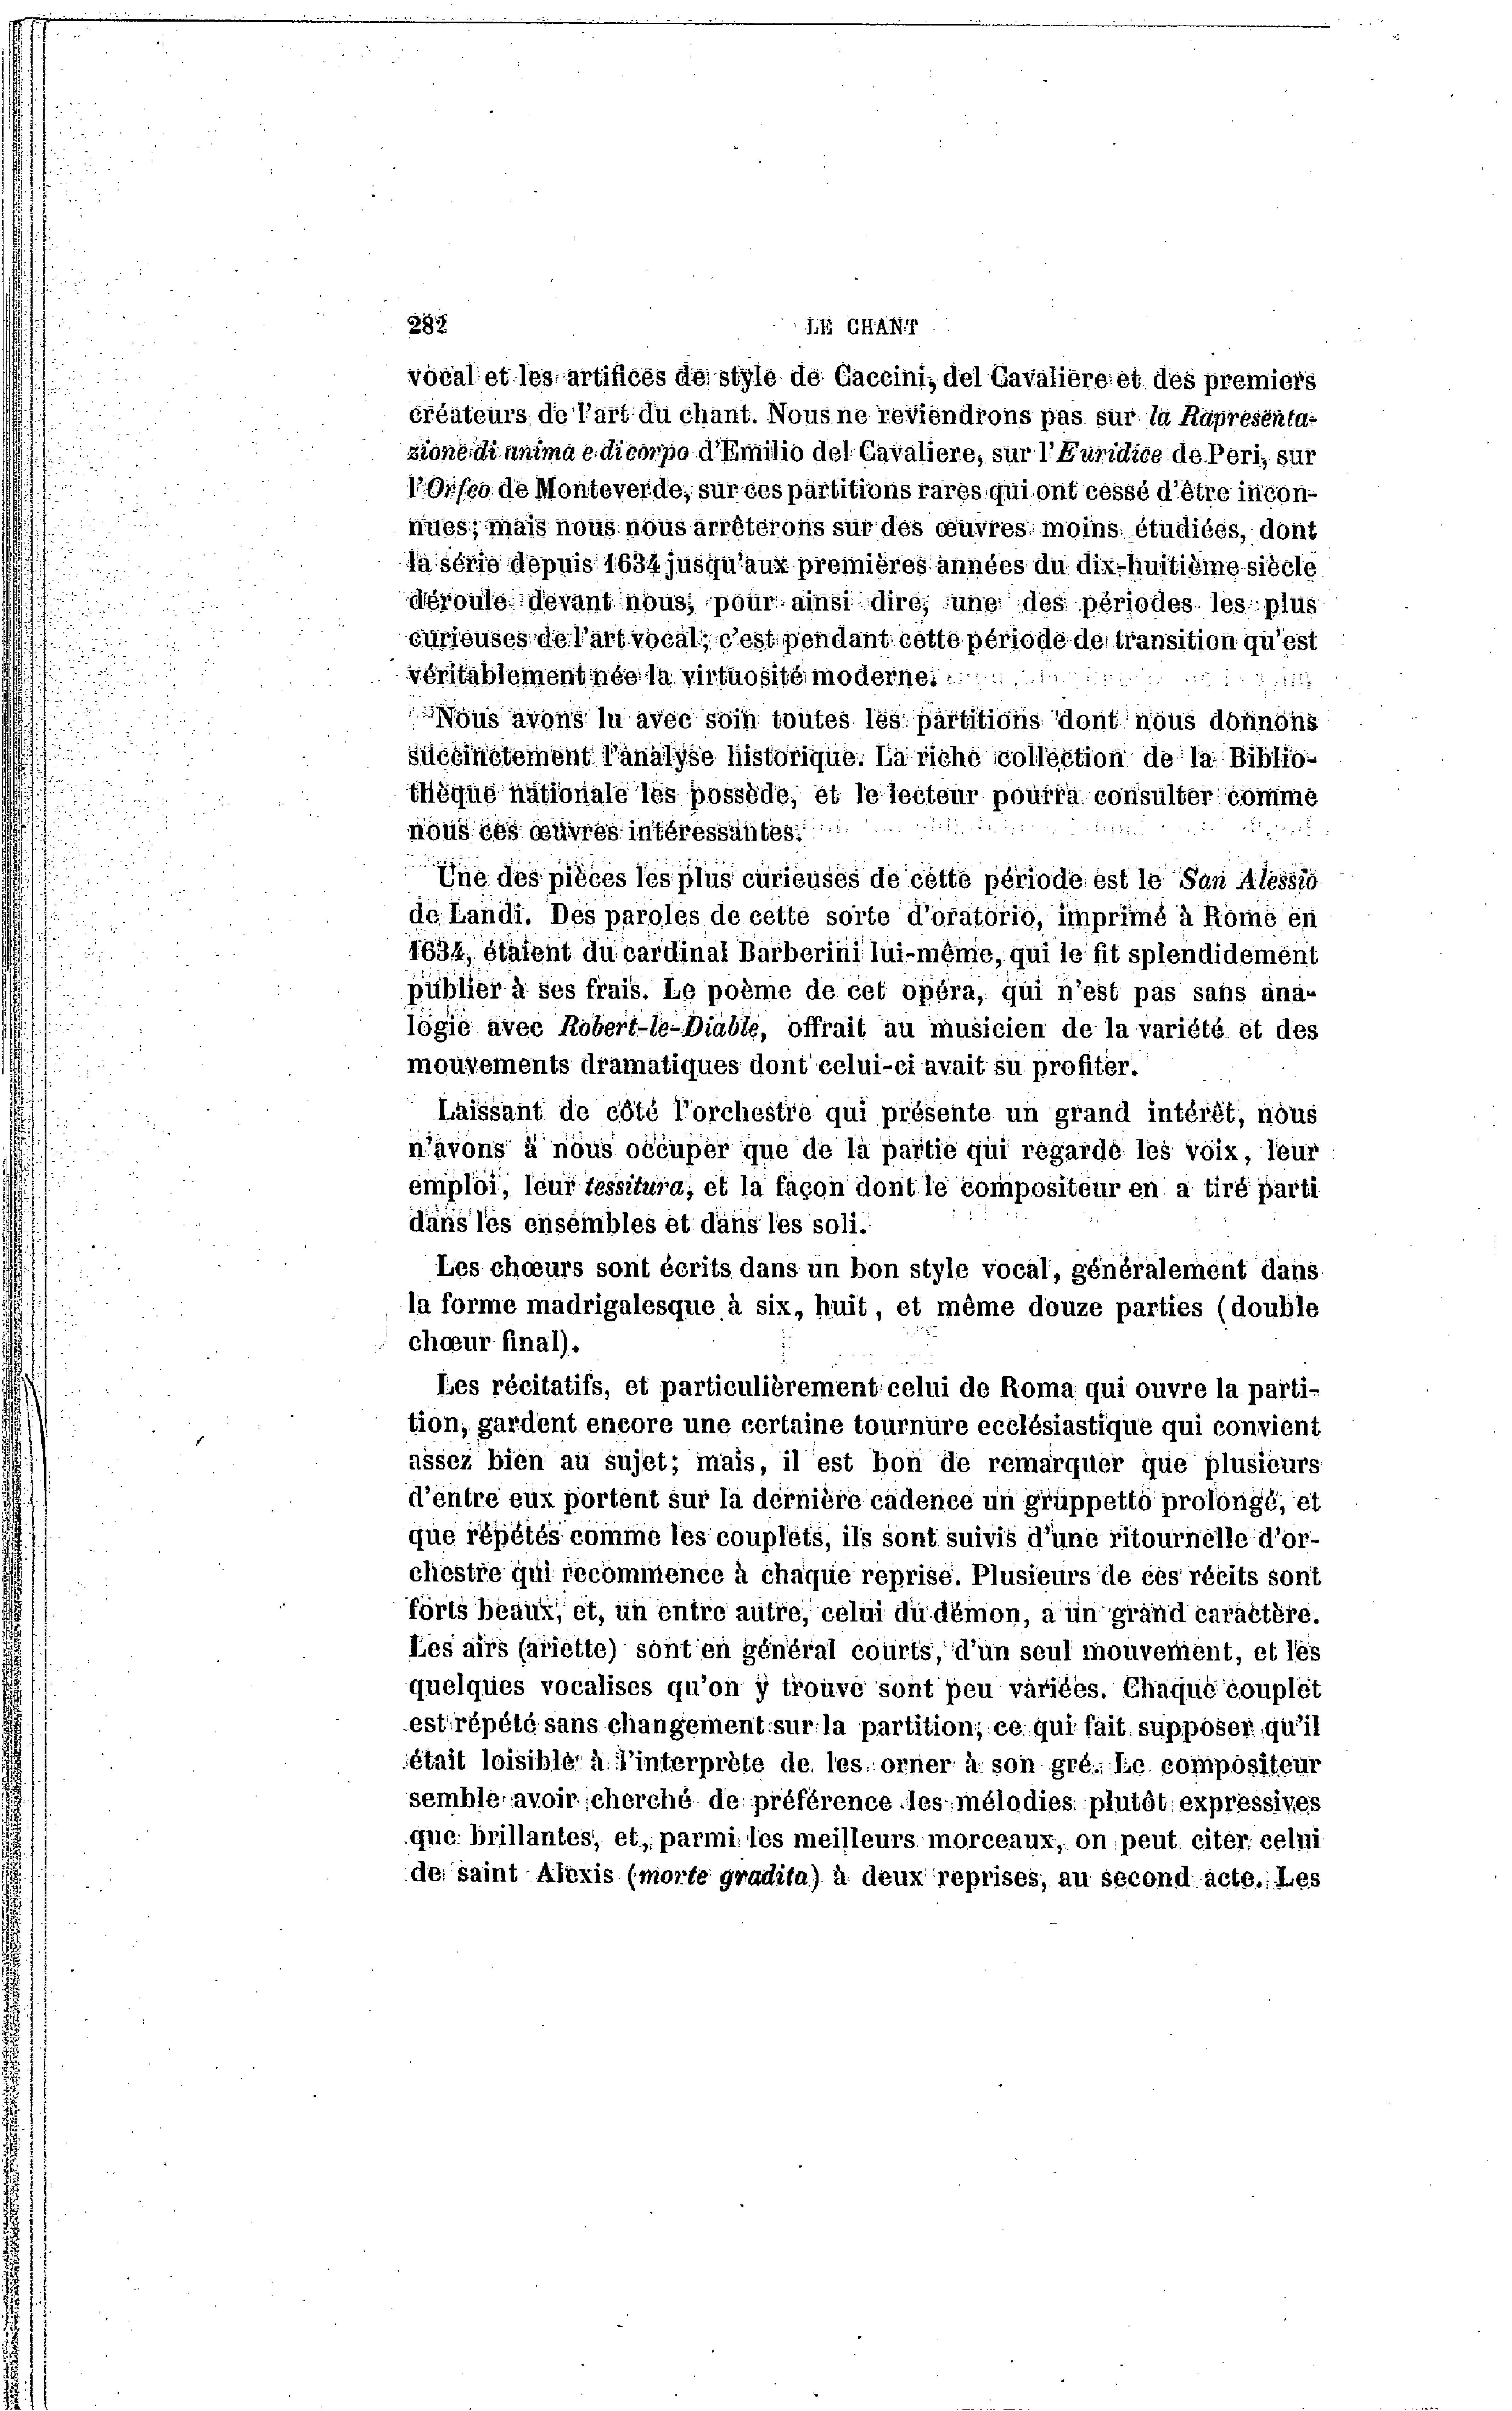 282 LE CHANT
vocal et les artifices de style de Caccini, del Cavaliere et des premiers
créateurs de l'art du chant. Nous ne reviendrons pas sur la Rapresenta-
zione di anima e di corpo d'Emilio del Cavaliere, sur l'Euridice de Peri, sur
l'Orfeo de Monteverde, sur ces partitions rares qui ont cessé d'être incon-
nues; mais nous nous arrêterons sur des œuvres moins étudiées, dont
la série depuis 1634 jusqu'aux premières années du dix-huitième siècle
déroule devant nous, pour ainsi dire, une des périodes les plus
curieuses de l'art vocal; c'est pendant cette période de transition qu'est
véritablement née la virtuosité moderne.
Nous avons lu avec soin toutes les partitions dont nous donnons
succinctement l'analyse historique. La riche collection de la Biblio-
thèque nationale les possède, et le lecteur pourra consulter comme
nous ces œuvres intéressantes.
Une des pièces les plus curieuses de cette période est le San Alessio
de Landi. Des paroles de cette sorte d'oratorio, imprimé à Rome en
1634, étaient du cardinal Barberini lui-même, qui le fit splendidement
publier à ses frais. Le poème de cet opéra, qui n'est pas sans ana-
logie avec Robert-le-Diable, offrait au musicien de la variété et des
mouvements dramatiques dont celui-ci avait su profiter.
Laissant de côté l'orchestre qui présente un grand intérêt, nous
n'avons à nous occuper que de la partie qui regarde les voix, leur
emploi, leur tessitura, et la façon dont le compositeur en a tiré parti
dans les ensembles et dans les soli.
Les chœurs sont écrits dans un bon style vocal, généralement dans
la forme madrigalesque à six, huit, et même douze parties (double
chœur final).
Les récitatifs, et particulièrement celui de Roma qui ouvre la parti-
tion, gardent encore une certaine tournure ecclésiastique qui convient
assez bien au sujet; mais, il est bon de remarquer que plusieurs
d'entre eux portent sur la dernière cadence un gruppetto prolongé, et
que répétés comme les couplets, ils sont suivis d'une ritournelle d'or-
chestre qui recommence à chaque reprise. Plusieurs de ces récits sont
forts beaux, et, un entre autre, celui du démon, a un grand caractère.
Les airs (ariette) sont en général courts, d'un seul mouvement, et les
quelques vocalises qu'on y trouve sont peu variées. Chaque couplet
est répété sans changement sur la partition, ce qui fait supposer qu'il
était loisible à l'interprète de les orner à son gré. Le compositeur
semble avoir cherché de préférence les mélodies plutôt expressives
que brillantes, et, parmi les meilleurs morceaux, on peut citer celui
de saint Alexis (morte gradita) à deux reprises, au second acte. Les